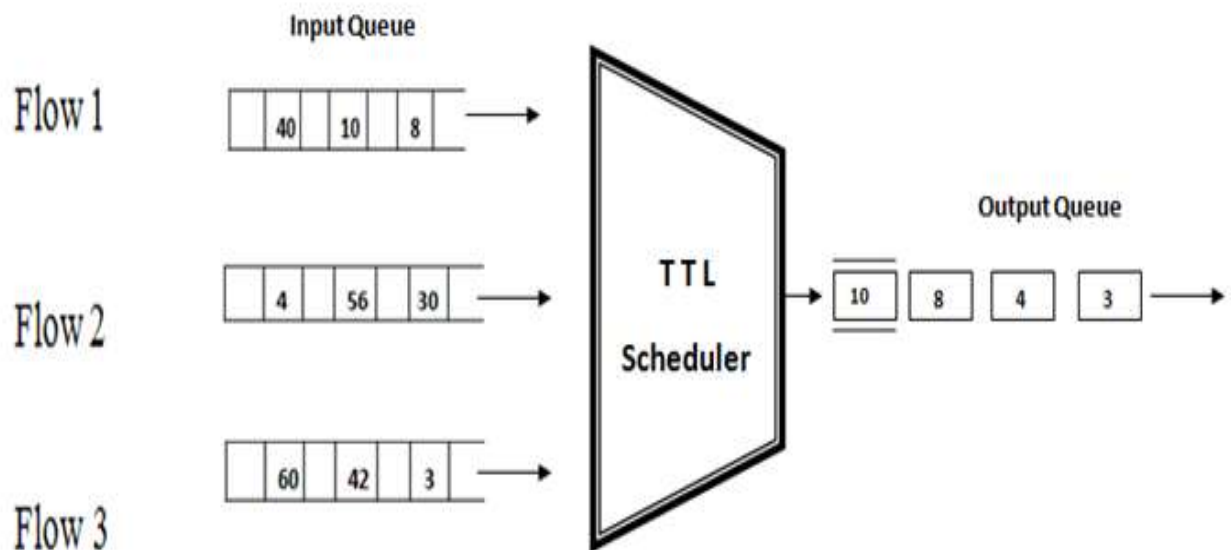 Input Queue
Flow 1
40 10 8
Output Queue
T T L
Scheduler
10 8 4 3
Flow 2
4 56 30
Flow 3
60 42 3